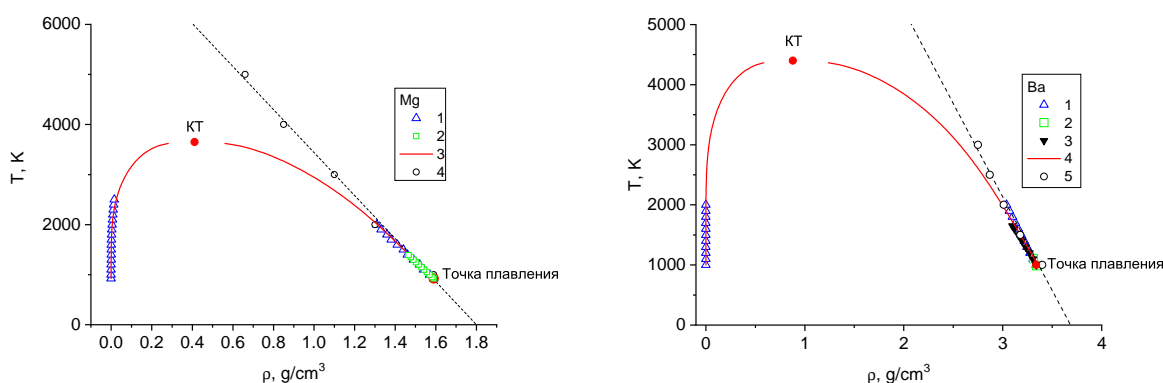 6000
4000
2000
0
T, K
0.0 0.2 0.4 0.6 0.8 1.0 1.2 1.4 1.6 1.8
ρ, g/cm³
КТ
Mg
1
2
3
4
Точка плавления
5000
4000
3000
2000
1000
0
T, K
0 1 2 3 4
ρ, g/cm³
КТ
Ba
1
2
3
4
5
Точка плавления